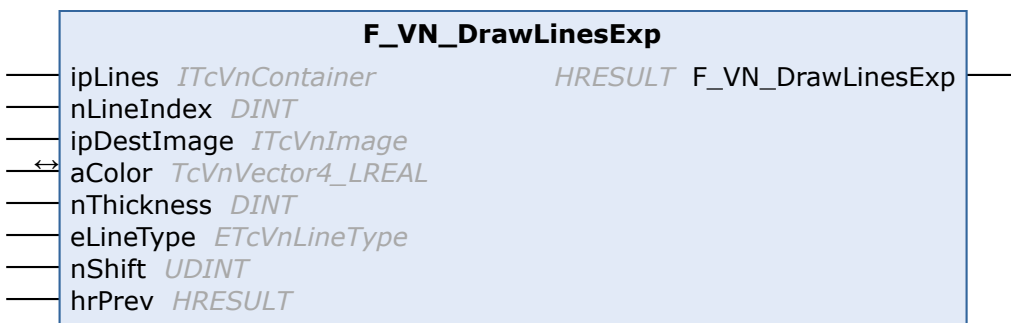 F_VN_DrawLinesExp
ipLines ITcVnContainer HRESULT F_VN_DrawLinesExp
nLineIndex DINT
ipDestImage ITcVnImage
↔ aColor TcVnVector4_LREAL
nThickness DINT
eLineType ETcVnLineType
nShift UDINT
hrPrev HRESULT